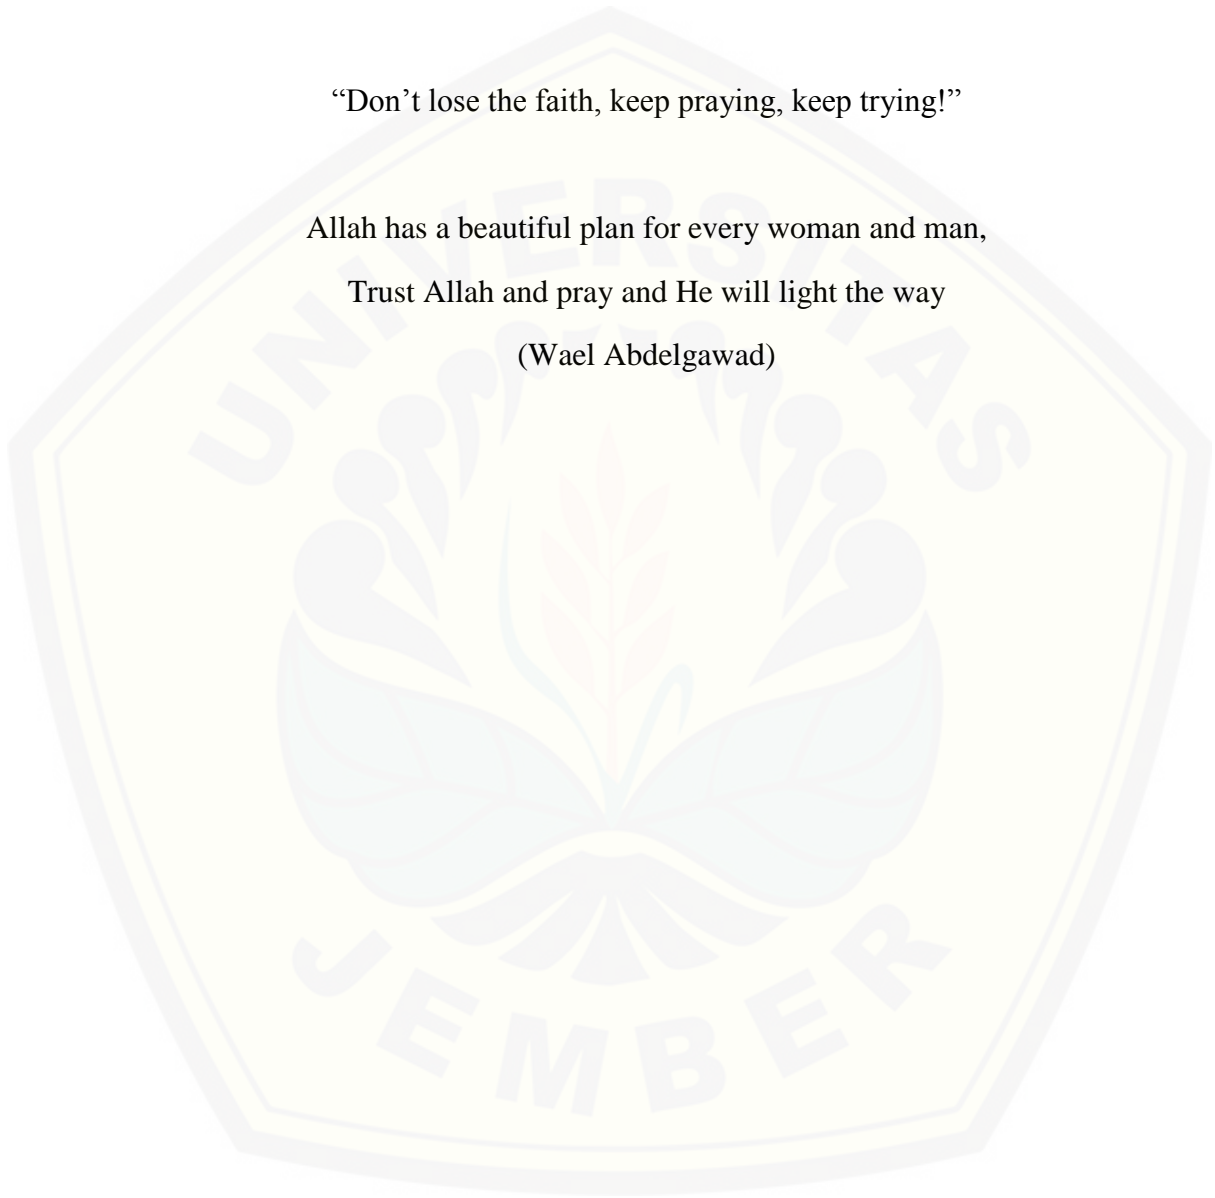 “Don’t lose the faith, keep praying, keep trying!”
Allah has a beautiful plan for every woman and man,
Trust Allah and pray and He will light the way
(Wael Abdelgawad)
UNIVERSITAS
JEMBER